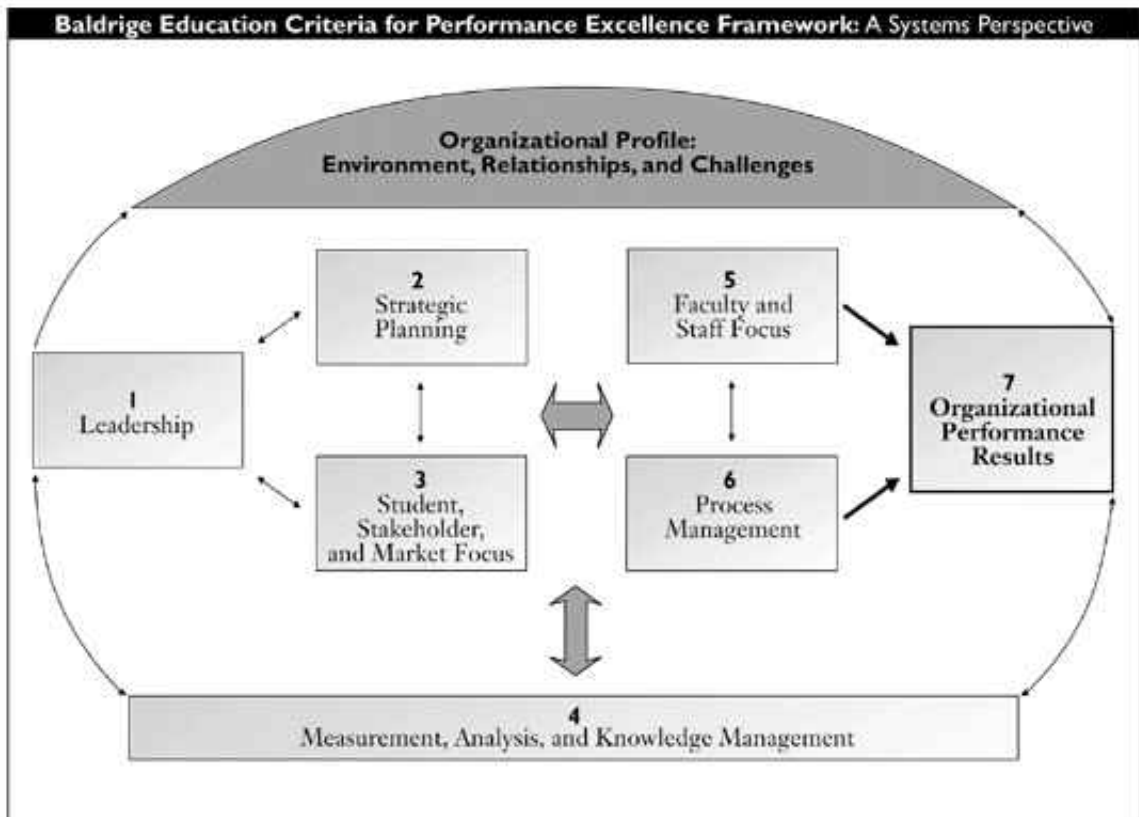 Baldrige Education Criteria for Performance Excellence Framework: A Systems Perspective
Organizational Profile:
Environment, Relationships, and Challenges
2
Strategic
Planning
5
Faculty and
Staff Focus
1
Leadership
7
Organizational
Performance
Results
3
Student,
Stakeholder,
and Market Focus
6
Process
Management
4
Measurement, Analysis, and Knowledge Management